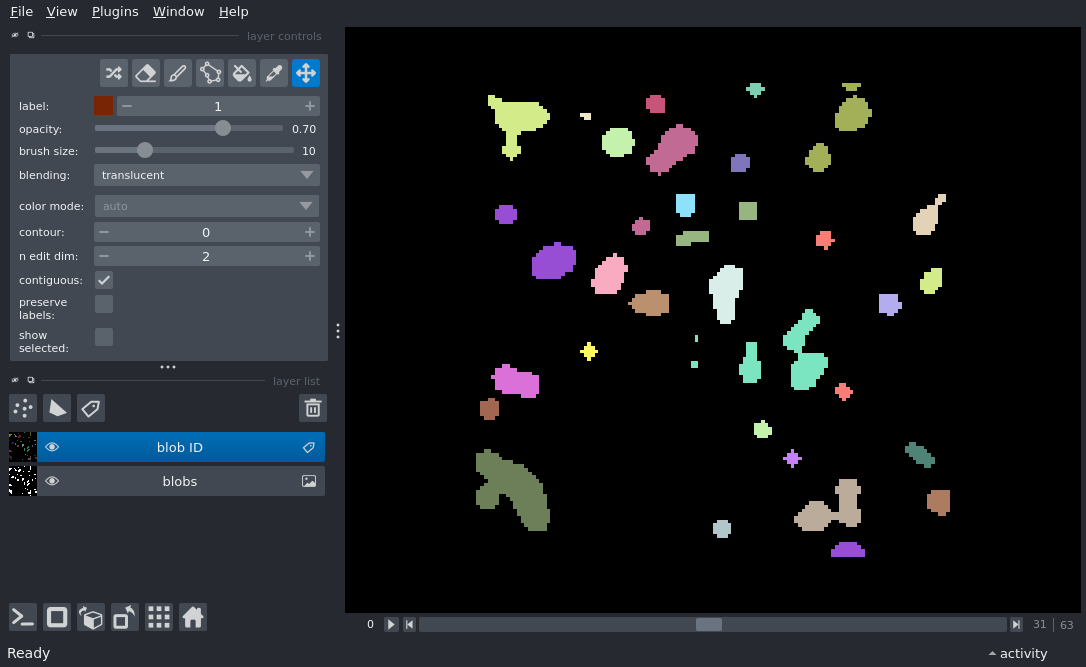 File View Plugins Window Help
layer controls
label: 1
opacity: 0.70
brush size: 10
blending: translucent
color mode: auto
contour: 0
n edit dim: 2
contiguous:
preserve
labels:
show
selected:
layer list
blob ID
blobs
0 31 63
Ready activity